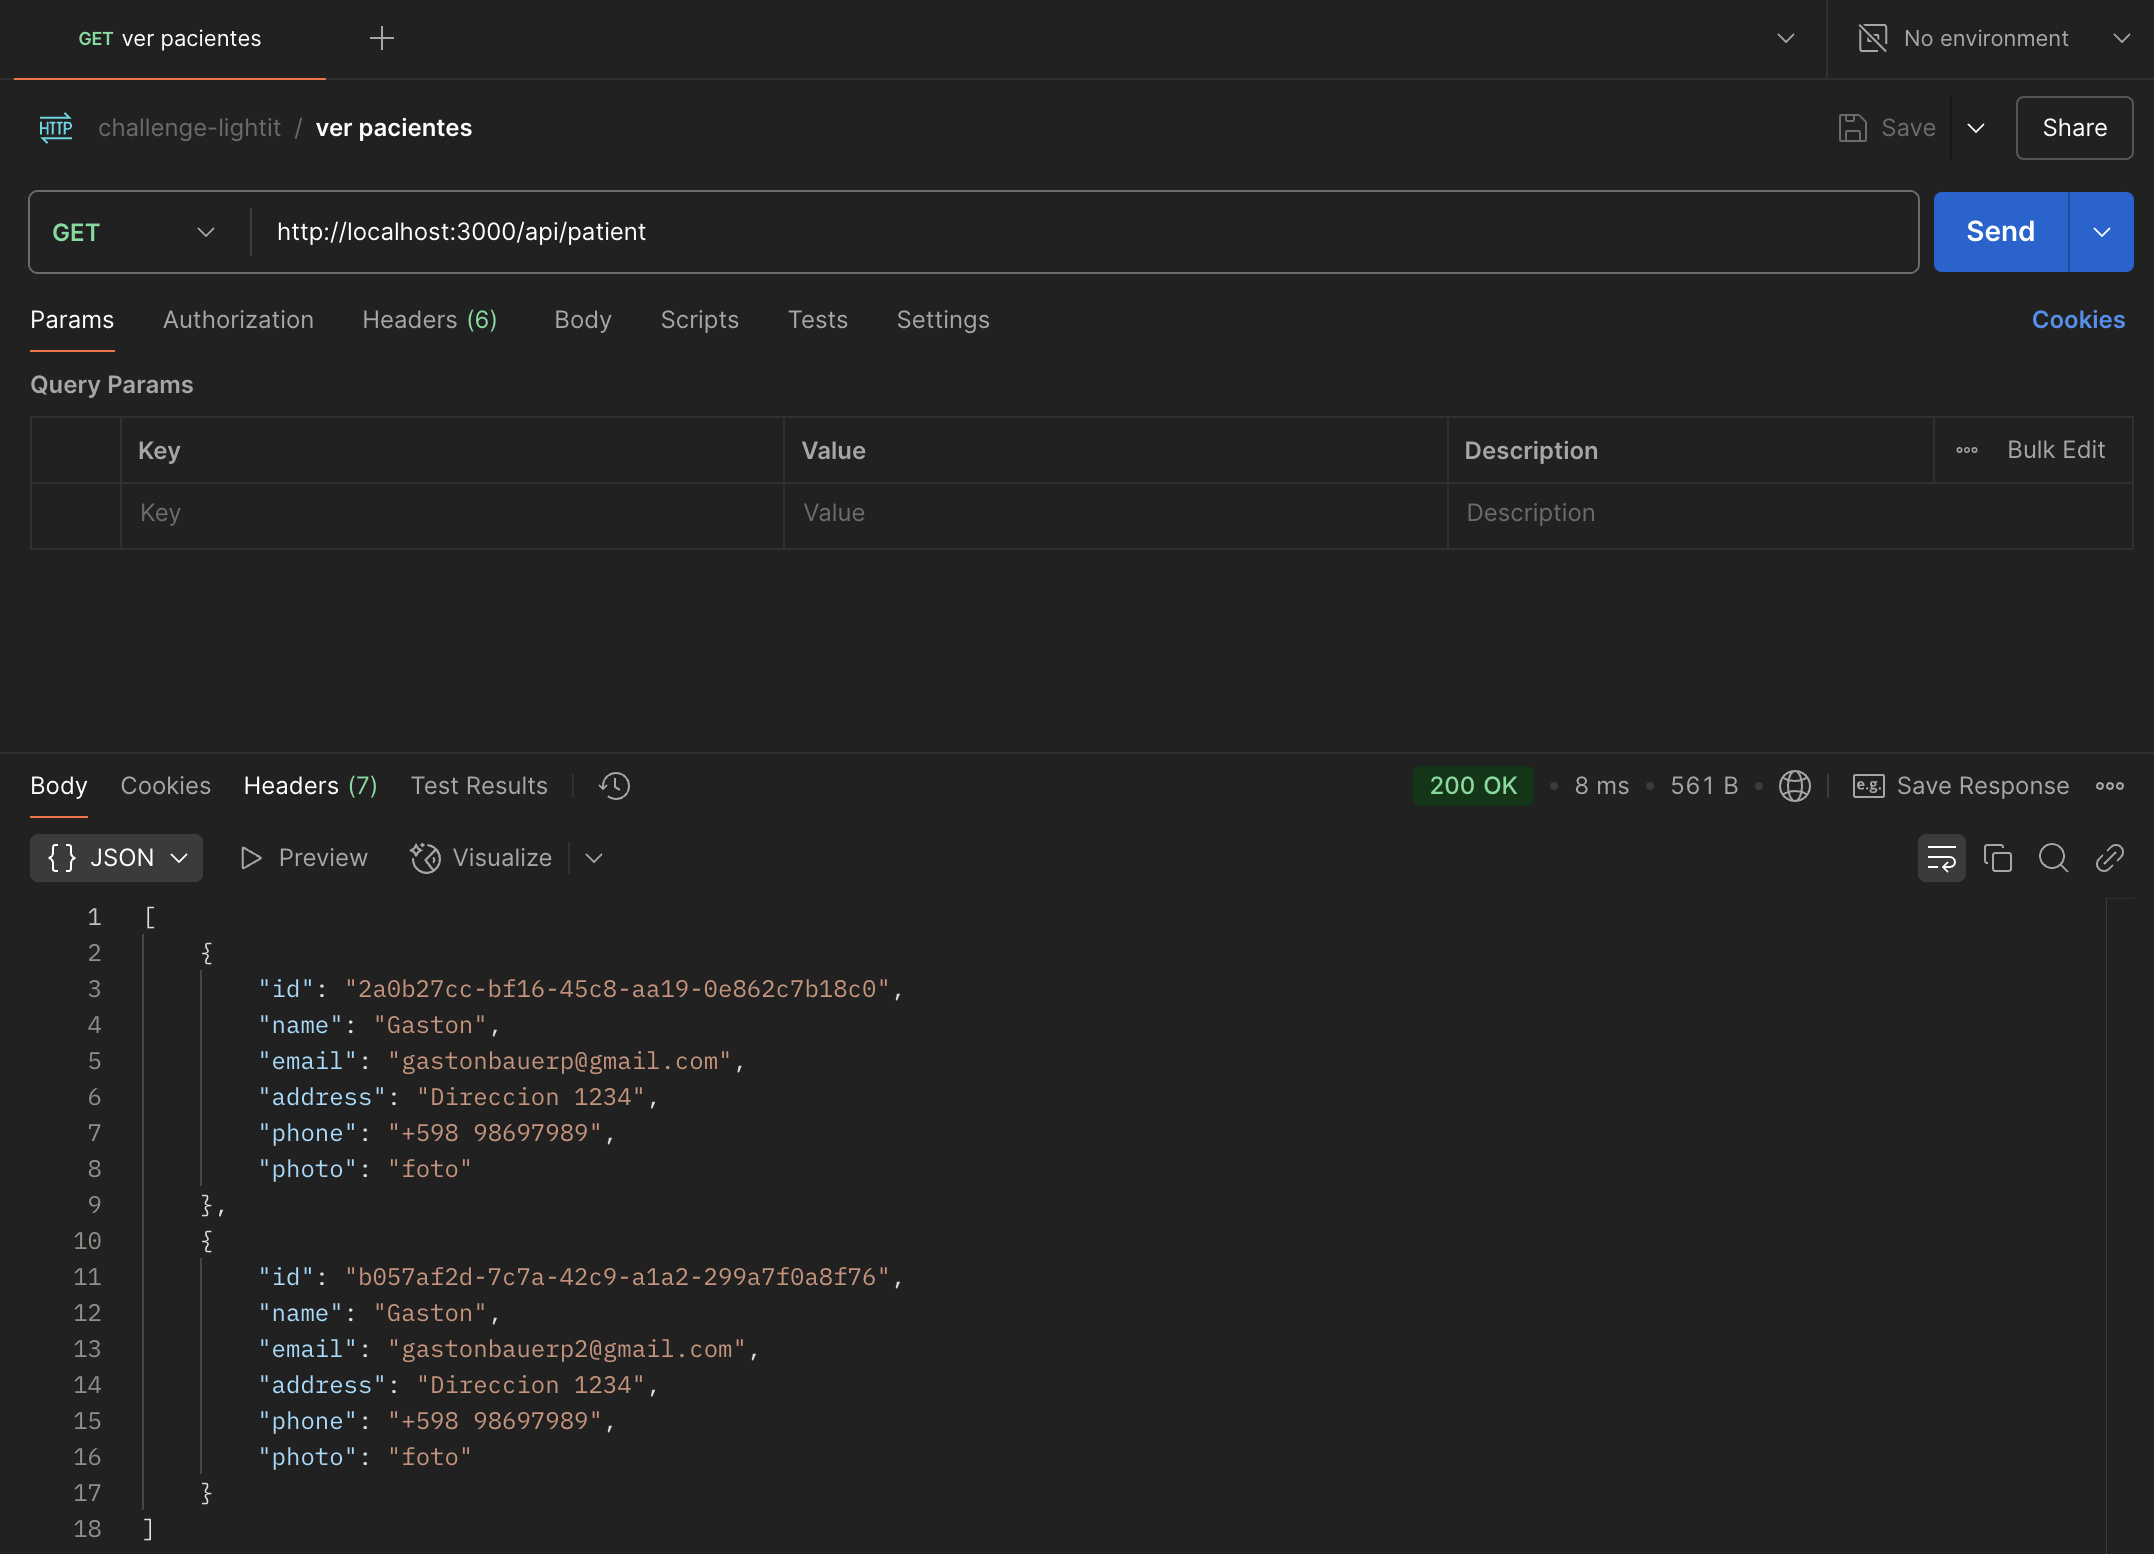 GET ver pacientes
No environment
HTTP challenge-lightit / ver pacientes
Save
Share
GET http://localhost:3000/api/patient
Send
Params Authorization Headers (6) Body Scripts Tests Settings Cookies
Query Params
Key Value Description Bulk Edit
Key Value Description
Body Cookies Headers (7) Test Results 200 OK • 8 ms • 561 B • e.g. Save Response
{} JSON Preview Visualize
1 [
2 {
3 "id": "2a0b27cc-bf16-45c8-aa19-0e862c7b18c0",
4 "name": "Gaston",
5 "email": "gastonbauerp@gmail.com",
6 "address": "Direccion 1234",
7 "phone": "+598 98697989",
8 "photo": "foto"
9 },
10 {
11 "id": "b057af2d-7c7a-42c9-a1a2-299a7f0a8f76",
12 "name": "Gaston",
13 "email": "gastonbauerp2@gmail.com",
14 "address": "Direccion 1234",
15 "phone": "+598 98697989",
16 "photo": "foto"
17 }
18 ]